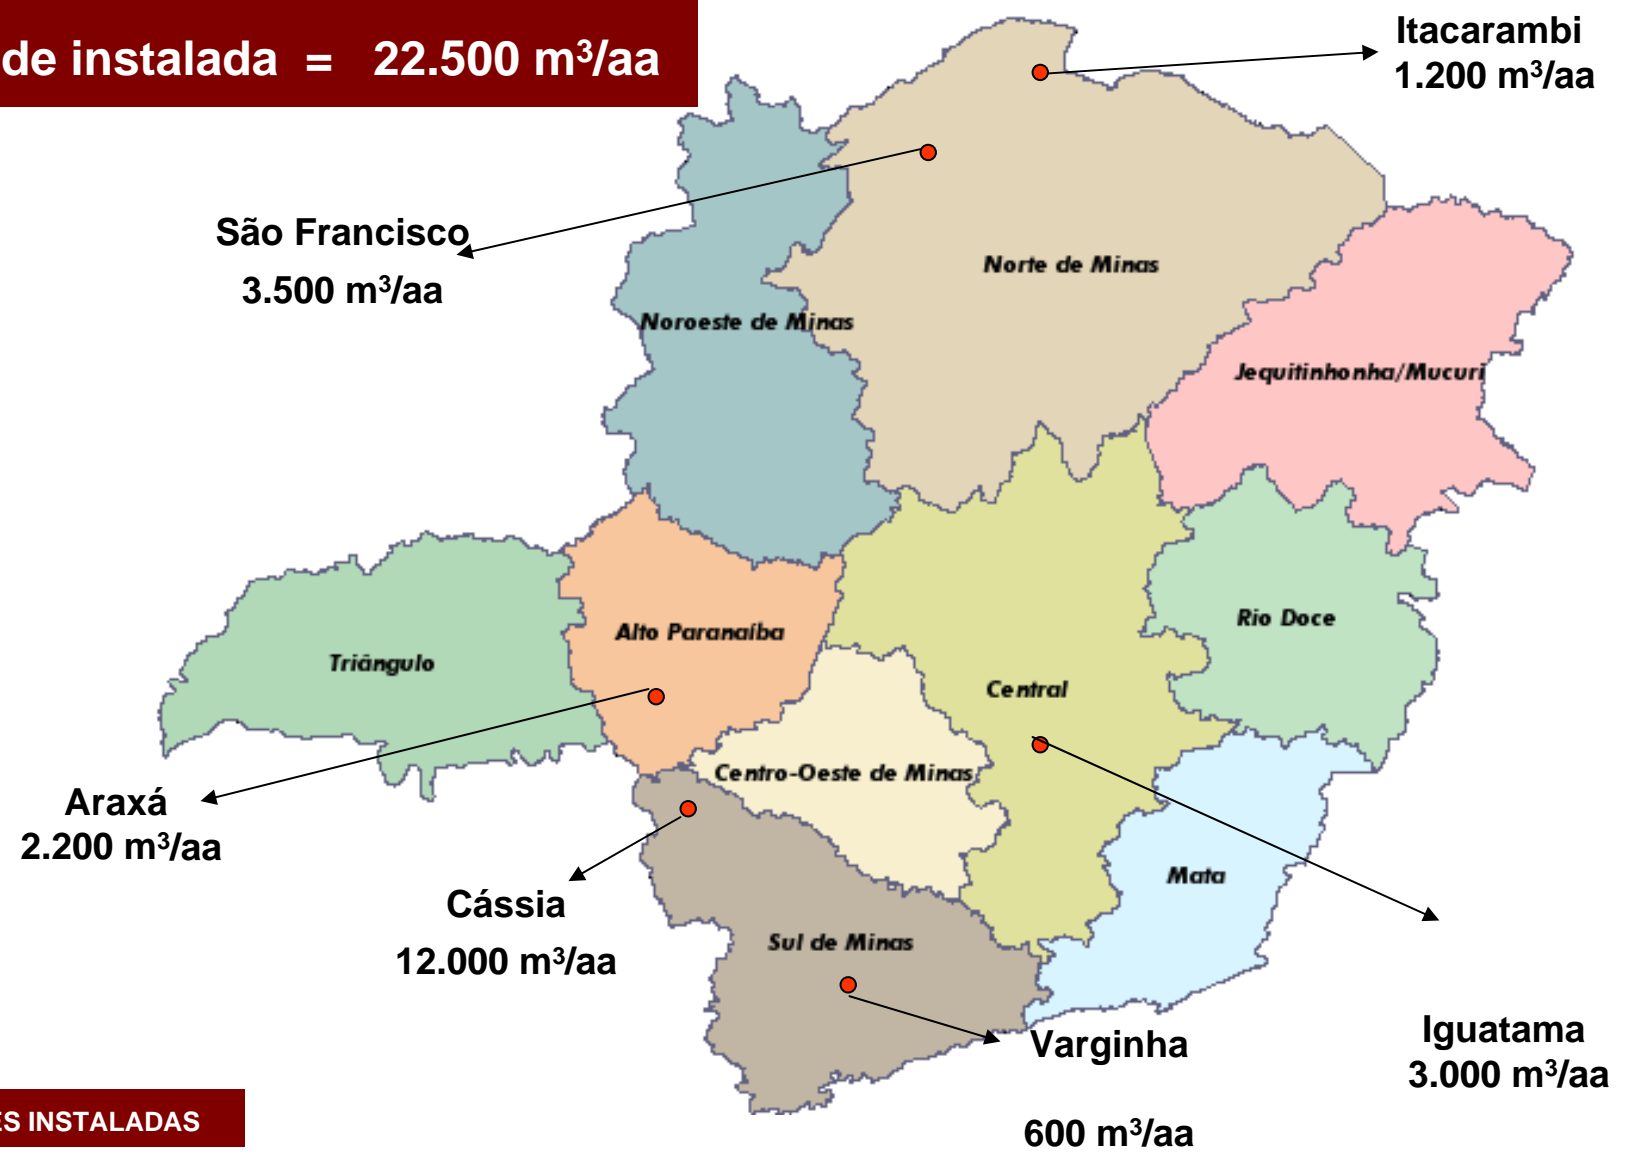 de instalada = 22.500 m³/aa
Itacarambi
1.200 m³/aa
São Francisco
3.500 m³/aa
Norte de Minas
Noroeste de Minas
Jequitinhonha/Mucuri
Alto Paranaíba
Rio Doce
Triângulo
Central
Centro-Oeste de Minas
Araxá
2.200 m³/aa
Mata
Cássia
12.000 m³/aa
Sul de Minas
Varginha
600 m³/aa
Iguatama
3.000 m³/aa
ES INSTALADAS